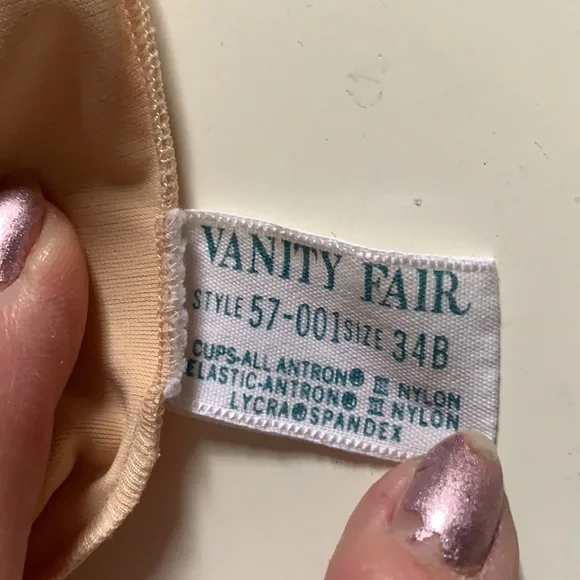 VANITY FAIR
STYLE 57-001 SIZE 34B
CUPS-ALL ANTRON® III NYLON
ELASTIC-ANTRON® III NYLON
LYCRA® SPANDEX